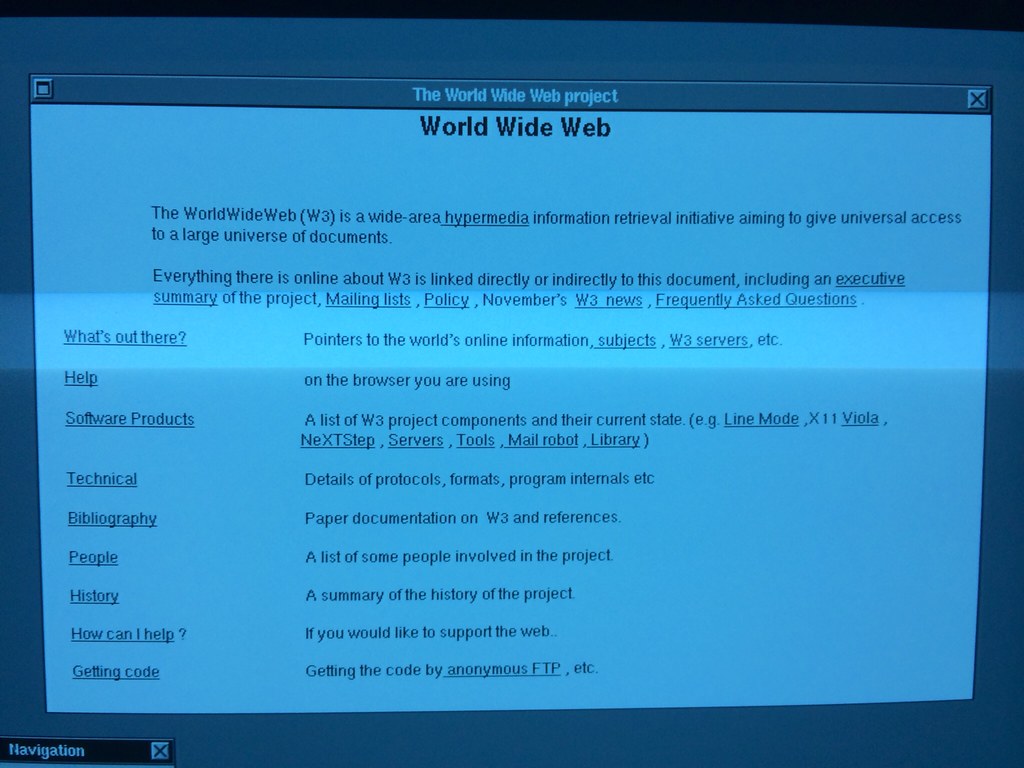 The World Wide Web project
World Wide Web
The WorldWideWeb (W3) is a wide-area hypermedia information retrieval initiative aiming to give universal access
to a large universe of documents.
Everything there is online about W3 is linked directly or indirectly to this document, including an executive
summary of the project, Mailing lists , Policy , November's W3 news , Frequently Asked Questions .
What's out there? Pointers to the world's online information, subjects , W3 servers, etc.
Help on the browser you are using
Software Products A list of W3 project components and their current state. (e.g. Line Mode ,X11 Viola ,
NeXTStep , Servers , Tools , Mail robot , Library )
Technical Details of protocols, formats, program internals etc
Bibliography Paper documentation on W3 and references.
People A list of some people involved in the project.
History A summary of the history of the project.
How can I help ? If you would like to support the web..
Getting code Getting the code by anonymous FTP , etc.
Navigation